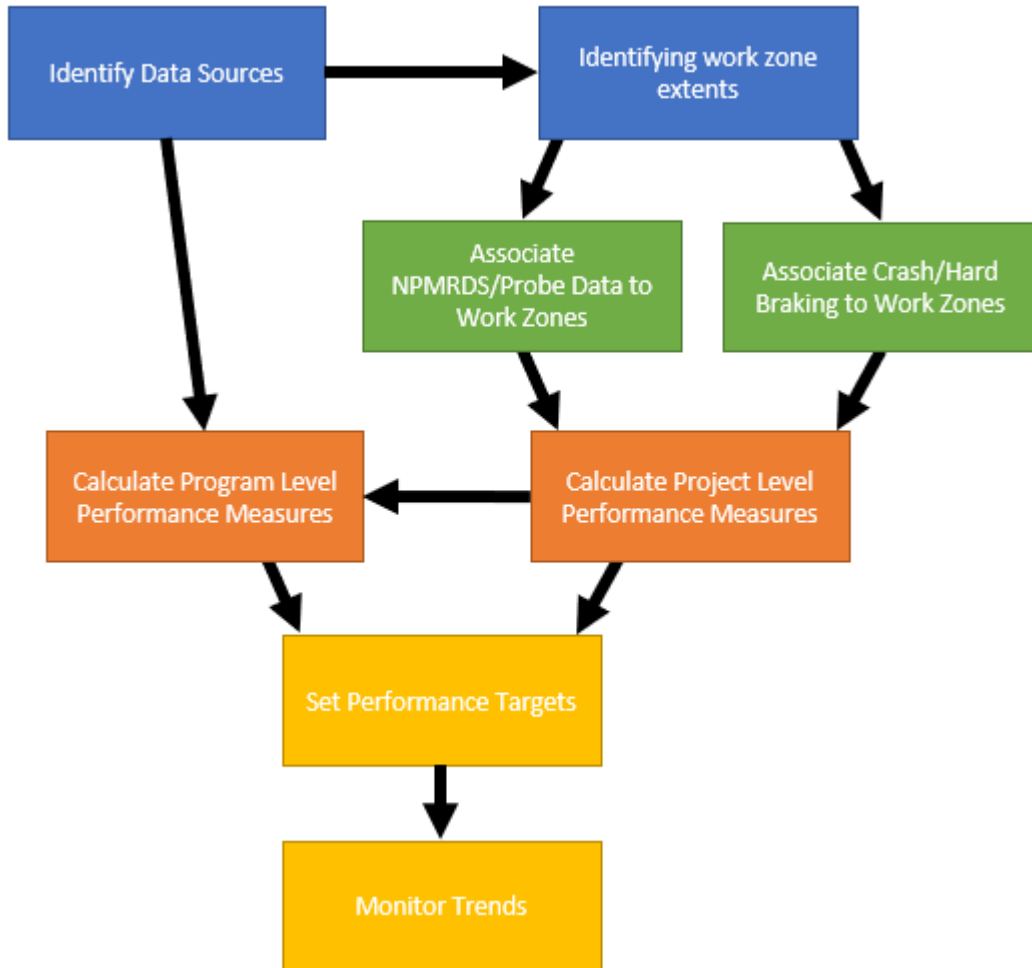 Identify Data Sources
Identifying work zone
extents
Associate
NPMRDS/Probe Data to
Work Zones
Associate Crash/Hard
Braking to Work Zones
Calculate Program Level
Performance Measures
Calculate Project Level
Performance Measures
Set Performance Targets
Monitor Trends